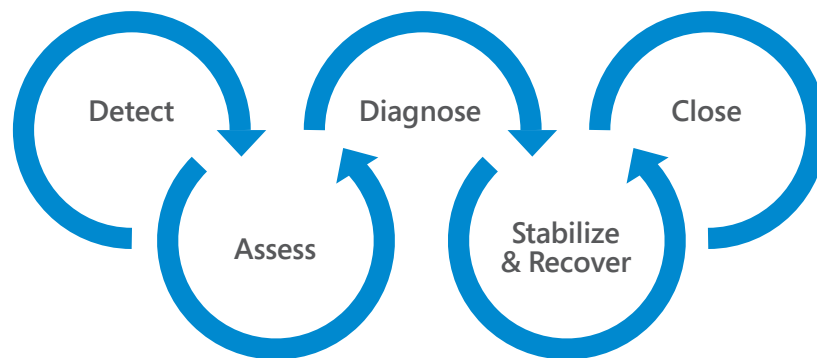 Detect
Assess
Diagnose
Stabilize
& Recover
Close